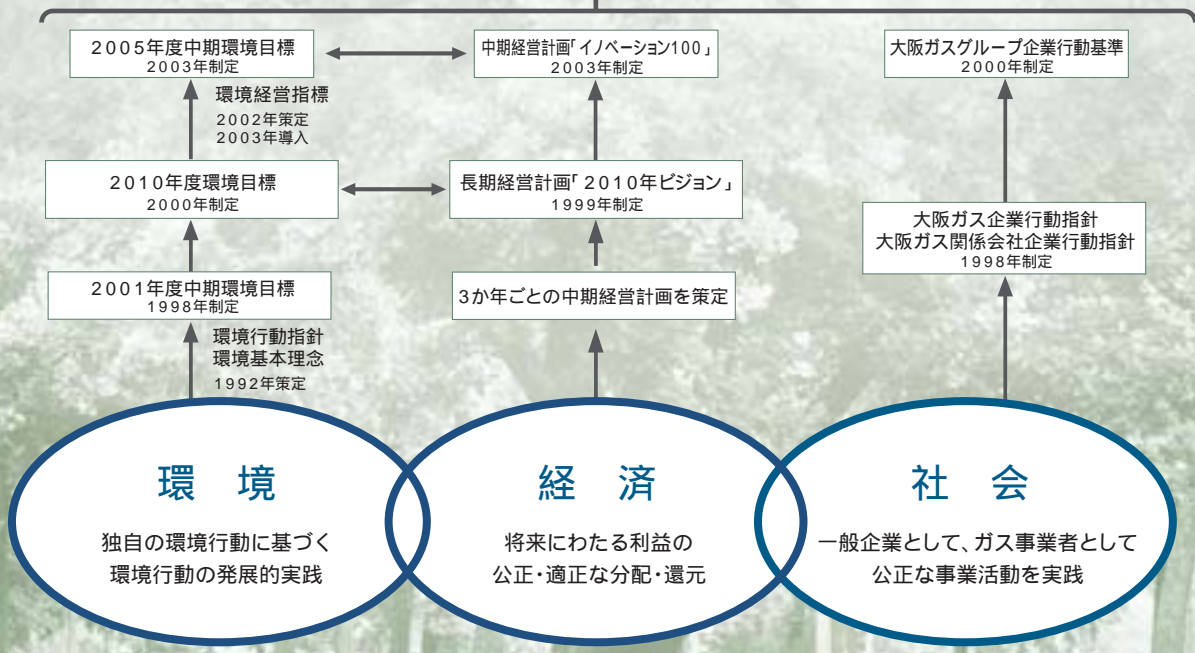 2005年度中期環境目標
2003年制定
中期経営計画「イノベーション100」
2003年制定
大阪ガスグループ企業行動基準
2000年制定
環境経営指標
2002年策定
2003年導入
2010年度環境目標
2000年制定
長期経営計画「2010年ビジョン」
1999年制定
大阪ガス企業行動指針
大阪ガス関係会社企業行動指針
1998年制定
2001年度中期環境目標
1998年制定
3か年ごとの中期経営計画を策定
環境行動指針
環境基本理念
1992年策定
環 境
独自の環境行動に基づく
環境行動の発展的実践
経 済
将来にわたる利益の
公正・適正な分配・還元
社 会
一般企業として、ガス事業者として
公正な事業活動を実践